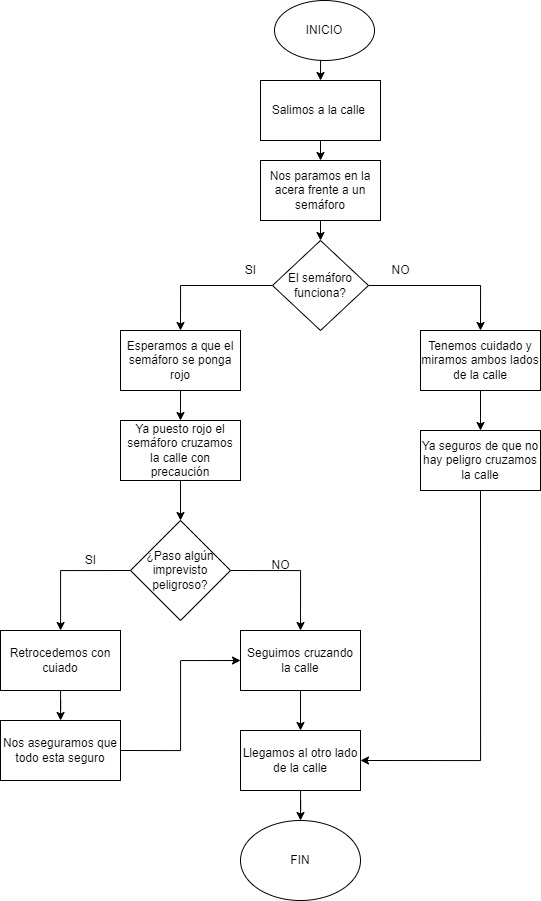 INICIO
Salimos a la calle
Nos paramos en la
acera frente a un
semáforo
El semáforo
funciona?
SI
NO
Esperamos a que el
semáforo se ponga
rojo
Tenemos cuidado y
miramos ambos lados
de la calle
Ya puesto rojo el
semáforo cruzamos
la calle con
precaución
Ya seguros de que no
hay peligro cruzamos
la calle
¿Paso algún
imprevisto
peligroso?
SI
NO
Retrocedemos con
cuiado
Seguimos cruzando
la calle
Nos aseguramos que
todo esta seguro
Llegamos al otro lado
de la calle
FIN